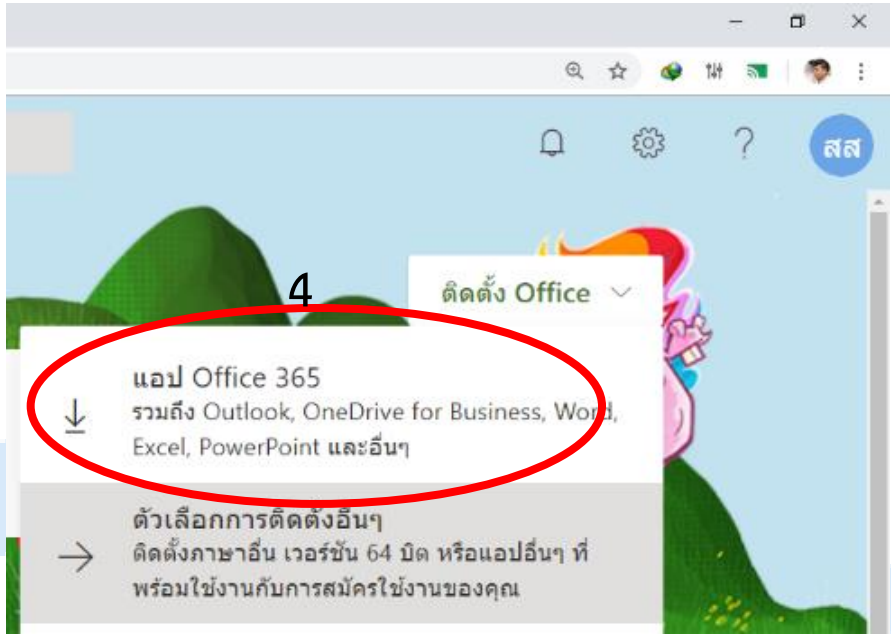 สส
ติดตั้ง Office
4
แอป Office 365
รวมถึง Outlook, OneDrive for Business, Word,
Excel, PowerPoint และอื่นๆ
ตัวเลือกการติดตั้งอื่นๆ
ติดตั้งภาษาอื่น เวอร์ชัน 64 บิต หรือแอปอื่นๆ ที่
พร้อมใช้งานกับการสมัครใช้งานของคุณ